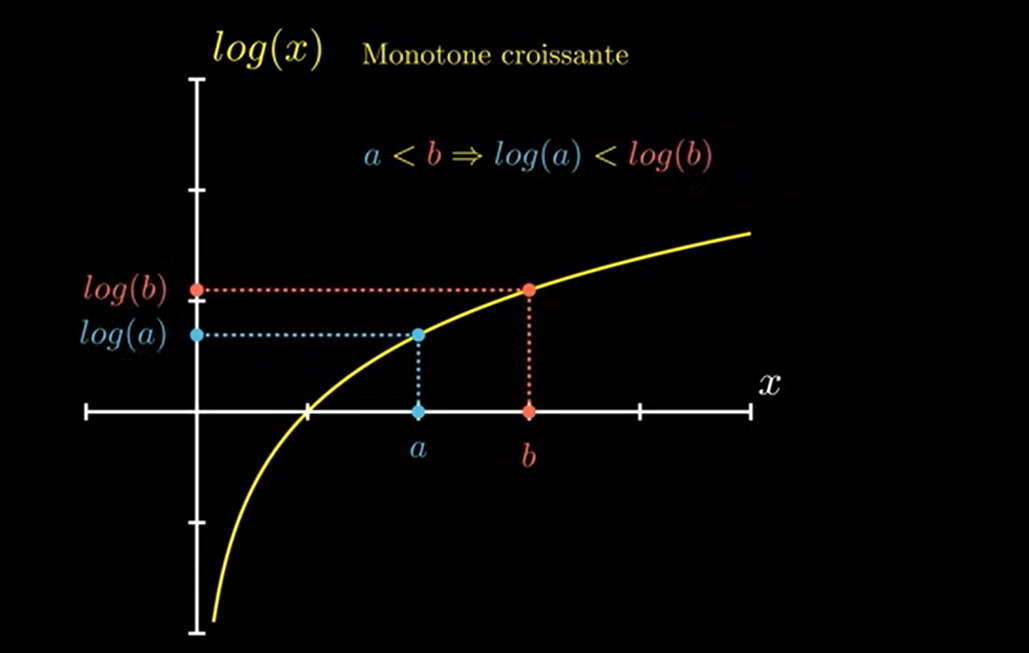 log(x) Monotone croissante
a < b ⇒ log(a) < log(b)
log(b)
log(a)
x
a
b